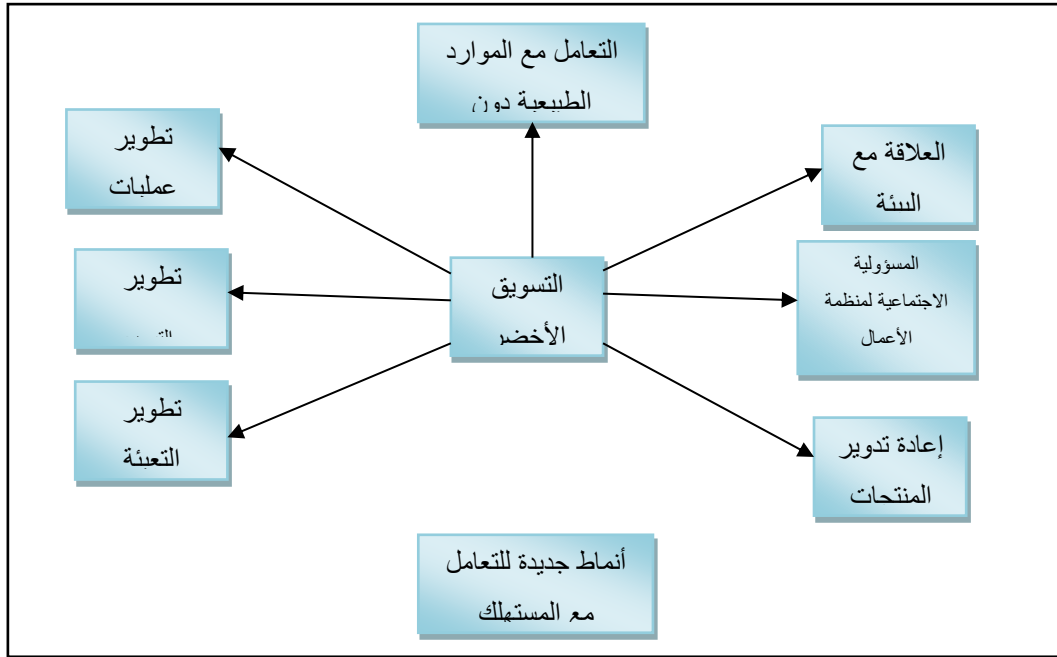 التعامل مع الموارد
الطبيعية دون
تطوير
عمليات
العلاقة مع
البيئة
تطوير
التسويق
الأخضر
المسؤولية
الاجتماعية لمنظمة
الأعمال
تطوير
التعبئة
إعادة تدوير
المنتجات
أنماط جديدة للتعامل
مع المستهلك